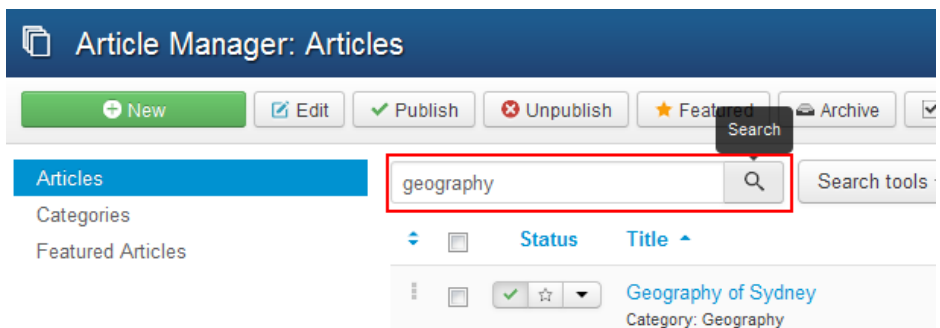 Article Manager: Articles
New Edit Publish Unpublish Featured Archive
Search
Articles
geography Search tools
Categories
Status Title
Featured Articles
Geography of Sydney
Category: Geography